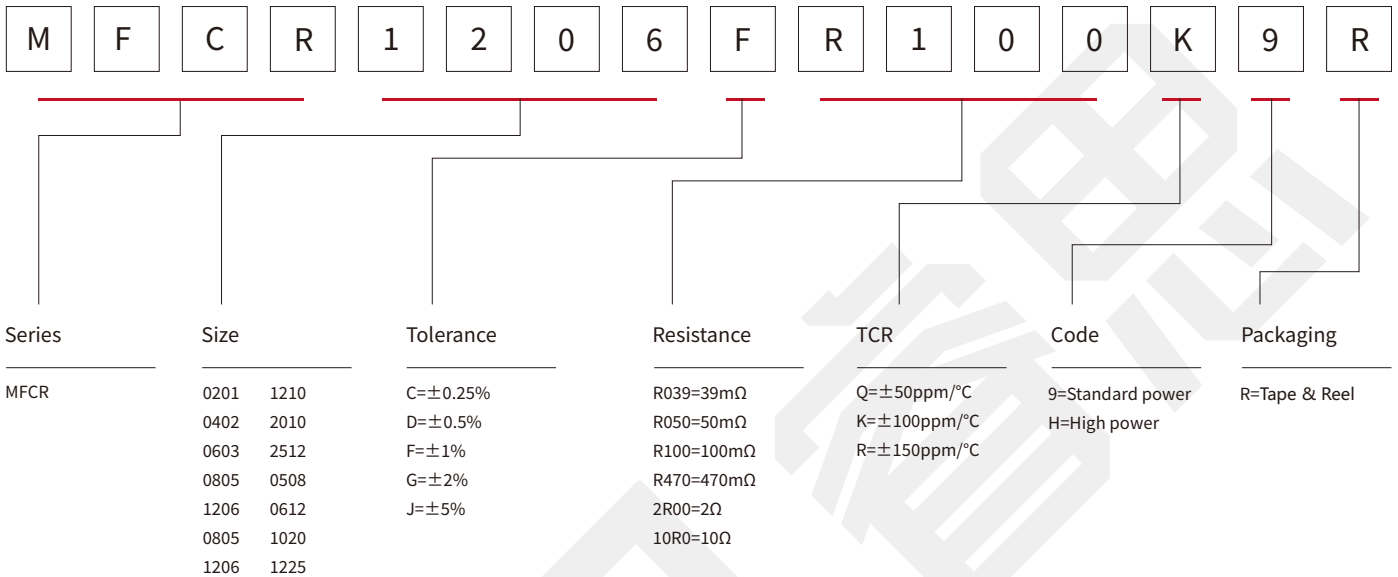 M F C R 1 2 0 6 F R 1 0 0 K 9 R
Series Size Tolerance Resistance TCR Code Packaging
MFCR 0201 1210 C=±0.25% R039=39mΩ Q=±50ppm/°C 9=Standard power R=Tape & Reel
0402 2010 D=±0.5% R050=50mΩ K=±100ppm/°C H=High power
0603 2512 F=±1% R100=100mΩ R=±150ppm/°C
0805 0508 G=±2% R470=470mΩ
1206 0612 J=±5% 2R00=2Ω
0805 1020 10R0=10Ω
1206 1225